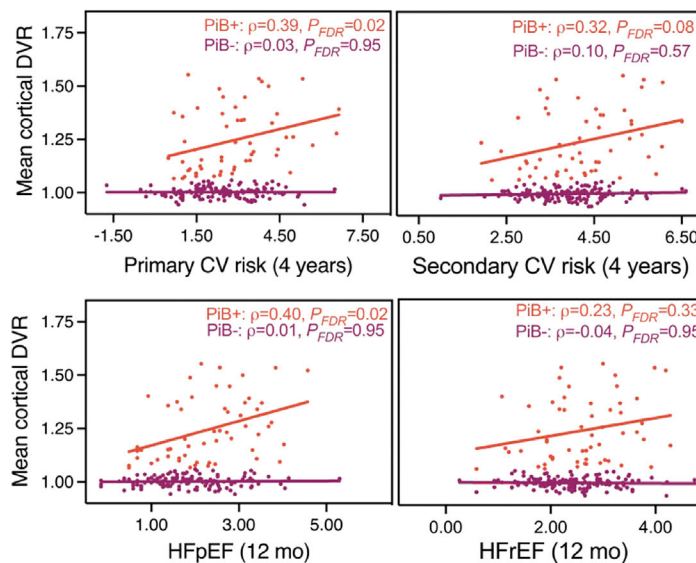 PiB+: ρ=0.39, P_FDR=0.02
PiB-: ρ=0.03, P_FDR=0.95
Mean cortical DVR
1.75
1.50
1.25
1.00
-1.50 1.50 4.50 7.50
Primary CV risk (4 years)
PiB+: ρ=0.32, P_FDR=0.08
PiB-: ρ=0.10, P_FDR=0.57
0.50 2.50 4.50 6.50
Secondary CV risk (4 years)
PiB+: ρ=0.40, P_FDR=0.02
PiB-: ρ=0.01, P_FDR=0.95
Mean cortical DVR
1.75
1.50
1.25
1.00
1.00 3.00 5.00
HFpEF (12 mo)
PiB+: ρ=0.23, P_FDR=0.33
PiB-: ρ=-0.04, P_FDR=0.95
0.00 2.00 4.00
HFrEF (12 mo)